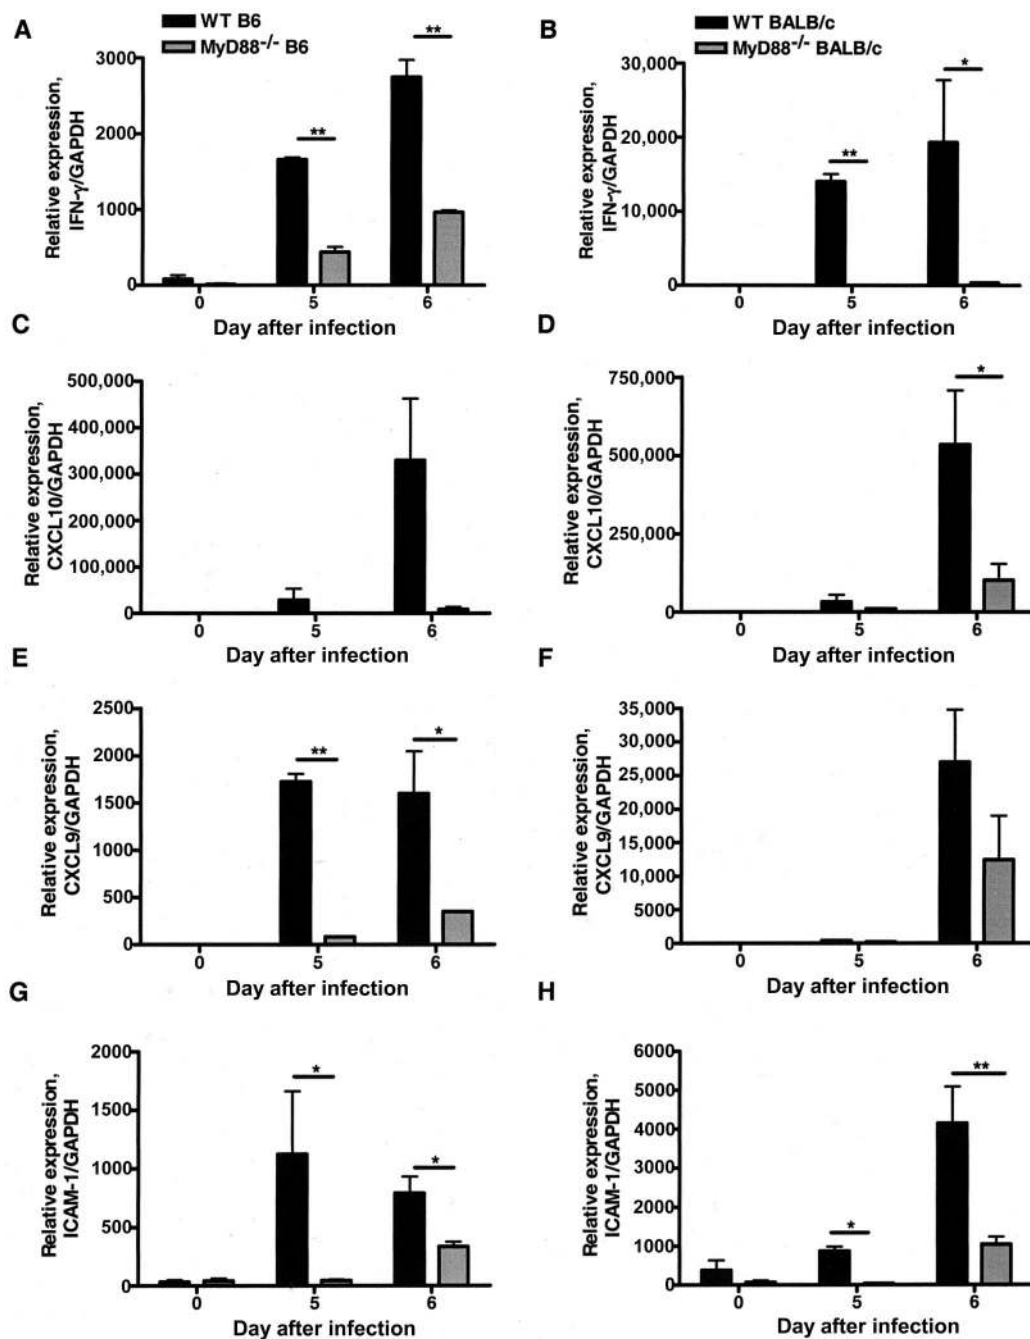 A
WT B6
MyD88-/- B6
**
**
3000
2000
1000
0
Relative expression,
IFN-γ/GAPDH
0 5 6
Day after infection
B
WT BALB/c
MyD88-/- BALB/c
*
**
30,000
20,000
10,000
0
Relative expression,
IFN-γ/GAPDH
0 5 6
Day after infection
C
500,000
400,000
300,000
200,000
100,000
0
Relative expression,
CXCL10/GAPDH
0 5 6
Day after infection
D
*
750,000
500,000
250,000
0
Relative expression,
CXCL10/GAPDH
0 5 6
Day after infection
E
**
*
2500
2000
1500
1000
500
0
Relative expression,
CXCL9/GAPDH
0 5 6
Day after infection
F
35,000
30,000
25,000
20,000
15,000
10,000
5000
0
Relative expression,
CXCL9/GAPDH
0 5 6
Day after infection
G
*
*
2000
1500
1000
500
0
Relative expression,
ICAM-1/GAPDH
0 5 6
Day after infection
H
**
*
6000
5000
4000
3000
2000
1000
0
Relative expression,
ICAM-1/GAPDH
0 5 6
Day after infection